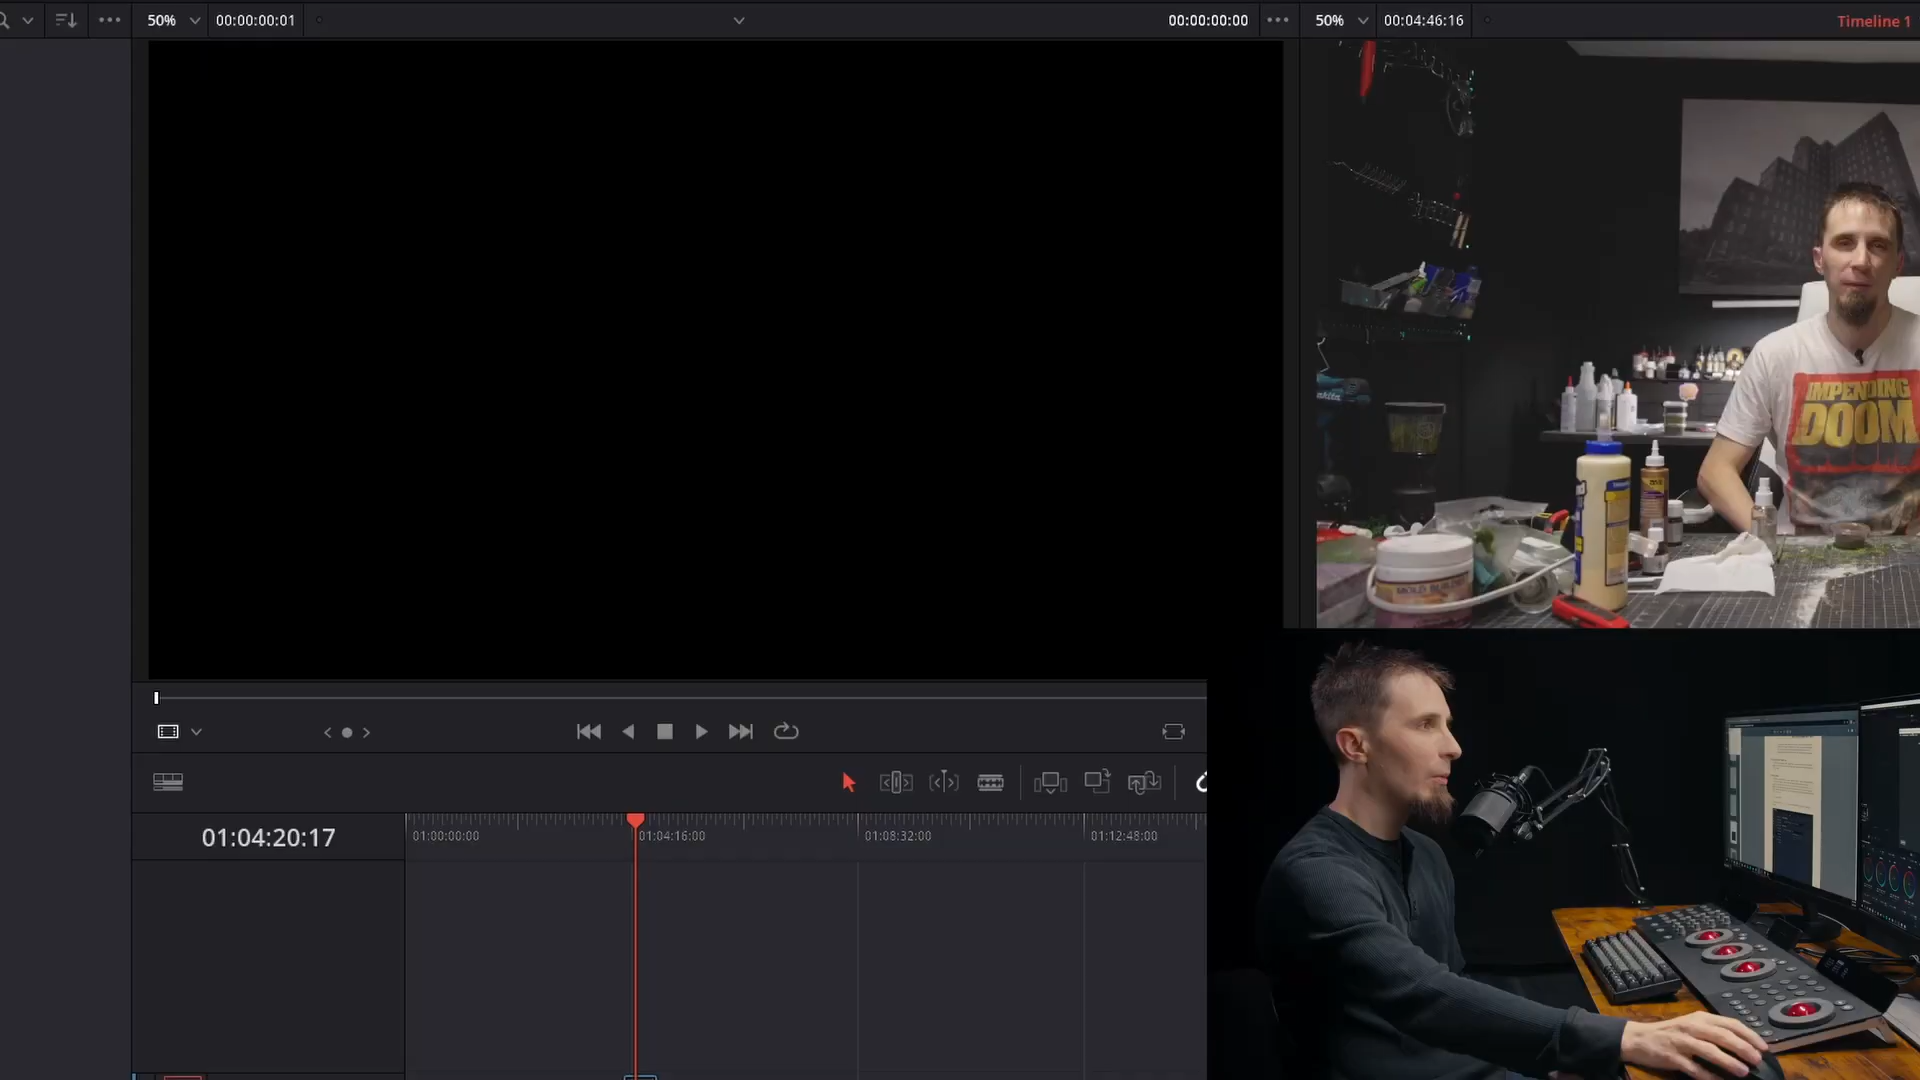 50%
00:00:00:01
00:00:00:00
50%
00:04:46:16
Timeline 1
IMPENDING
DOOM
MOLD BUILDER
01:04:20:17
01:00:00:00
01:04:16:00
01:08:32:00
01:12:48:00